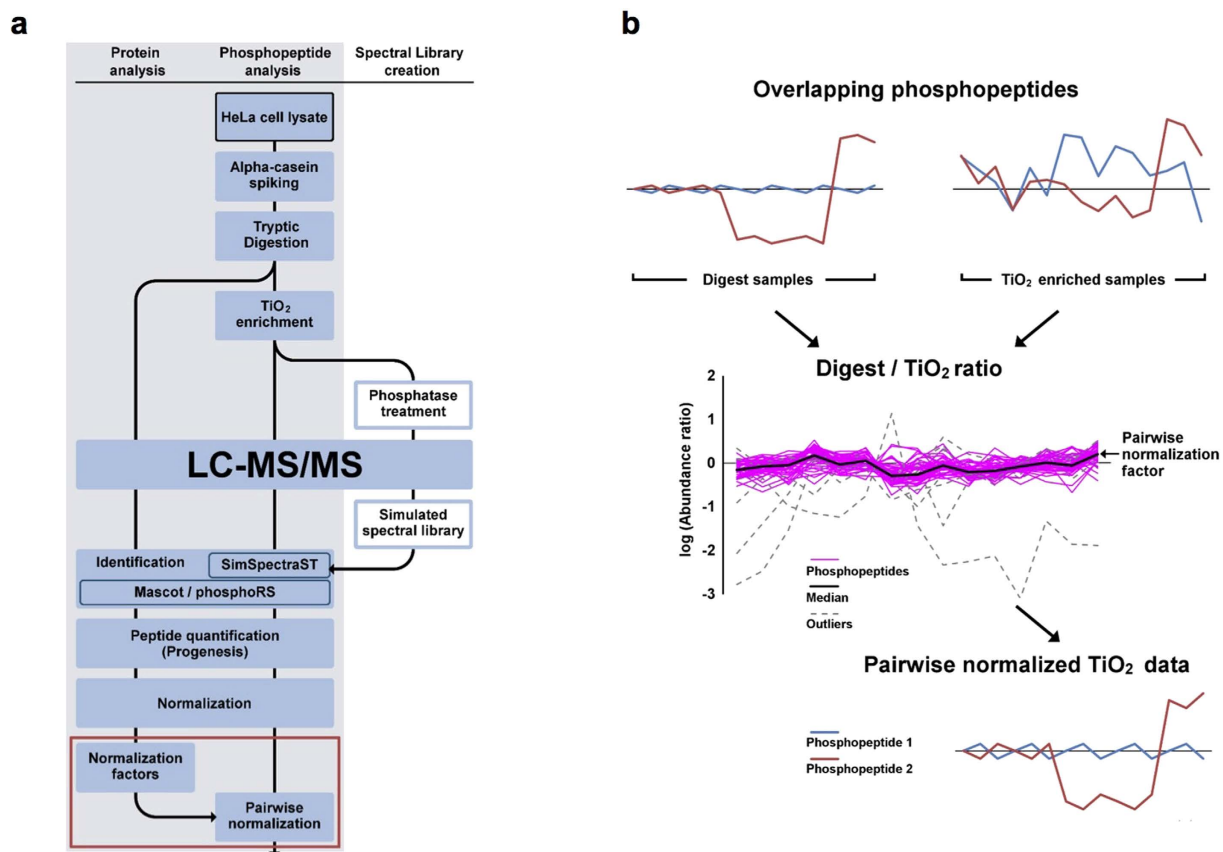 a
Protein
analysis
Phosphopeptide
analysis
Spectral Library
creation
HeLa cell lysate
Alpha-casein
spiking
Tryptic
Digestion
TiO₂
enrichment
Phosphatase
treatment
LC-MS/MS
Simulated
spectral library
Identification
SimSpectraST
Mascot / phosphoRS
Peptide quantification
(Progenesis)
Normalization
Normalization
factors
Pairwise
normalization
b
Overlapping phosphopeptides
Digest samples
TiO₂ enriched samples
Digest / TiO₂ ratio
log (Abundance ratio)
2
1
0
-1
-2
-3
Pairwise
normalization
factor
Phosphopeptides
Median
Outliers
Pairwise normalized TiO₂ data
Phosphopeptide 1
Phosphopeptide 2